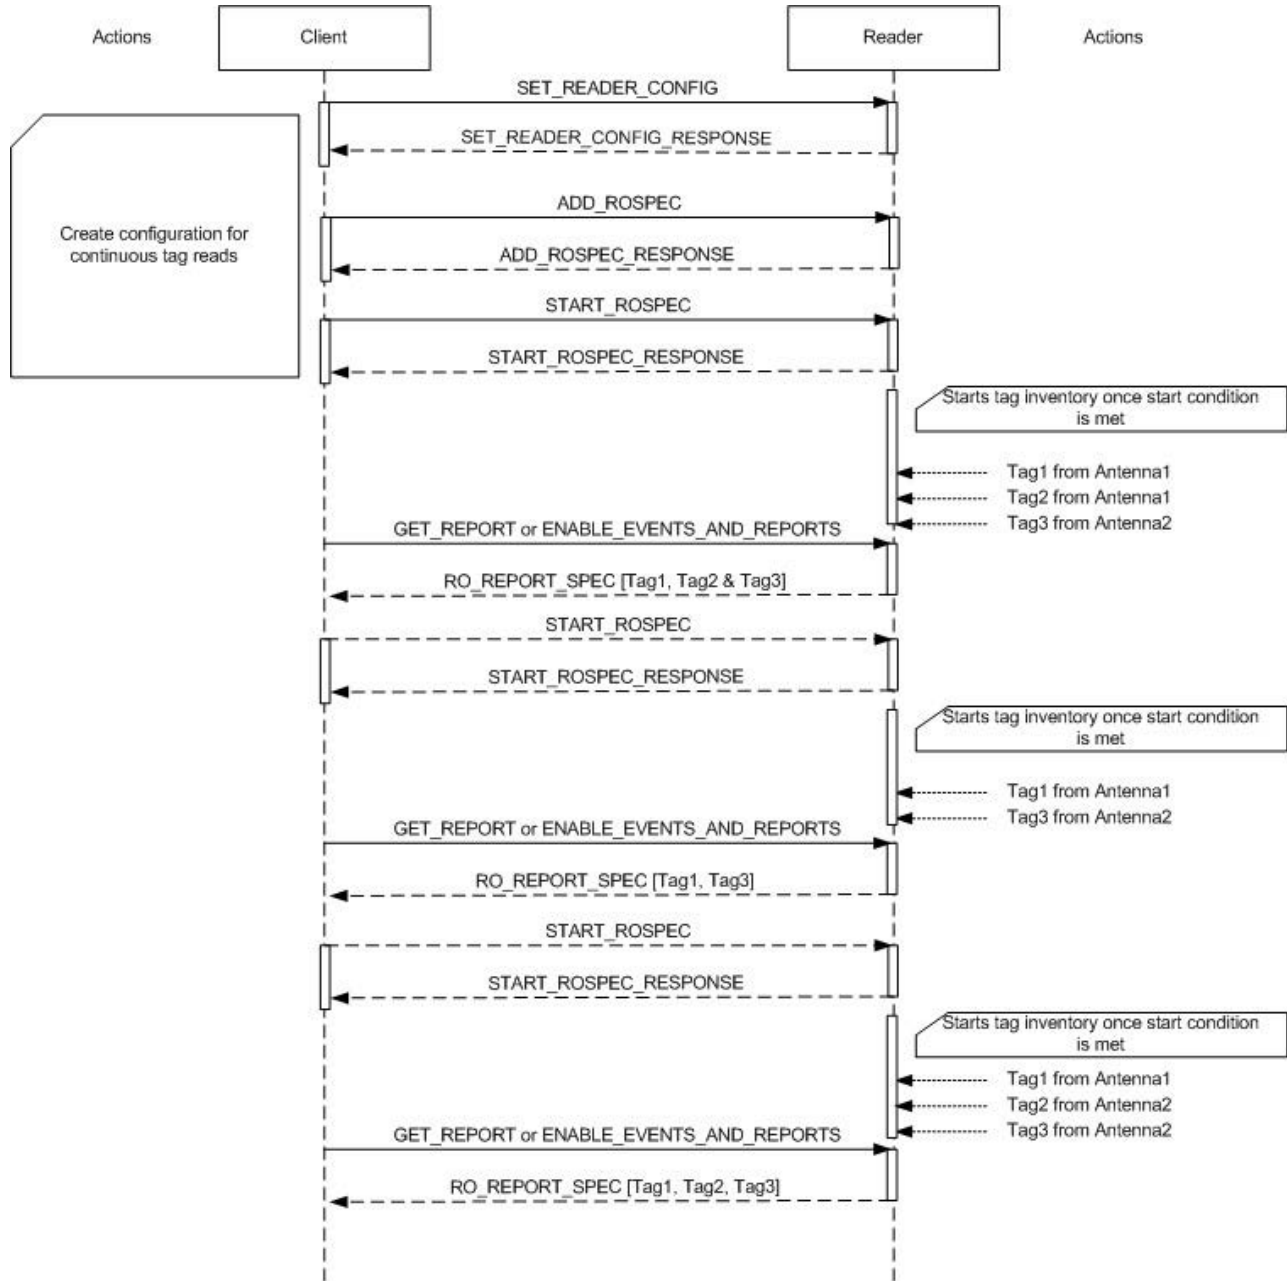 Actions
Client
Reader
Actions
SET_READER_CONFIG
SET_READER_CONFIG_RESPONSE
ADD_ROSPEC
Create configuration for
continuous tag reads
ADD_ROSPEC_RESPONSE
START_ROSPEC
START_ROSPEC_RESPONSE
Starts tag inventory once start condition
is met
Tag1 from Antenna1
Tag2 from Antenna1
Tag3 from Antenna2
GET_REPORT or ENABLE_EVENTS_AND_REPORTS
RO_REPORT_SPEC [Tag1, Tag2 & Tag3]
START_ROSPEC
START_ROSPEC_RESPONSE
Starts tag inventory once start condition
is met
Tag1 from Antenna1
Tag3 from Antenna2
GET_REPORT or ENABLE_EVENTS_AND_REPORTS
RO_REPORT_SPEC [Tag1, Tag3]
START_ROSPEC
START_ROSPEC_RESPONSE
Starts tag inventory once start condition
is met
Tag1 from Antenna1
Tag2 from Antenna2
Tag3 from Antenna2
GET_REPORT or ENABLE_EVENTS_AND_REPORTS
RO_REPORT_SPEC [Tag1, Tag2, Tag3]